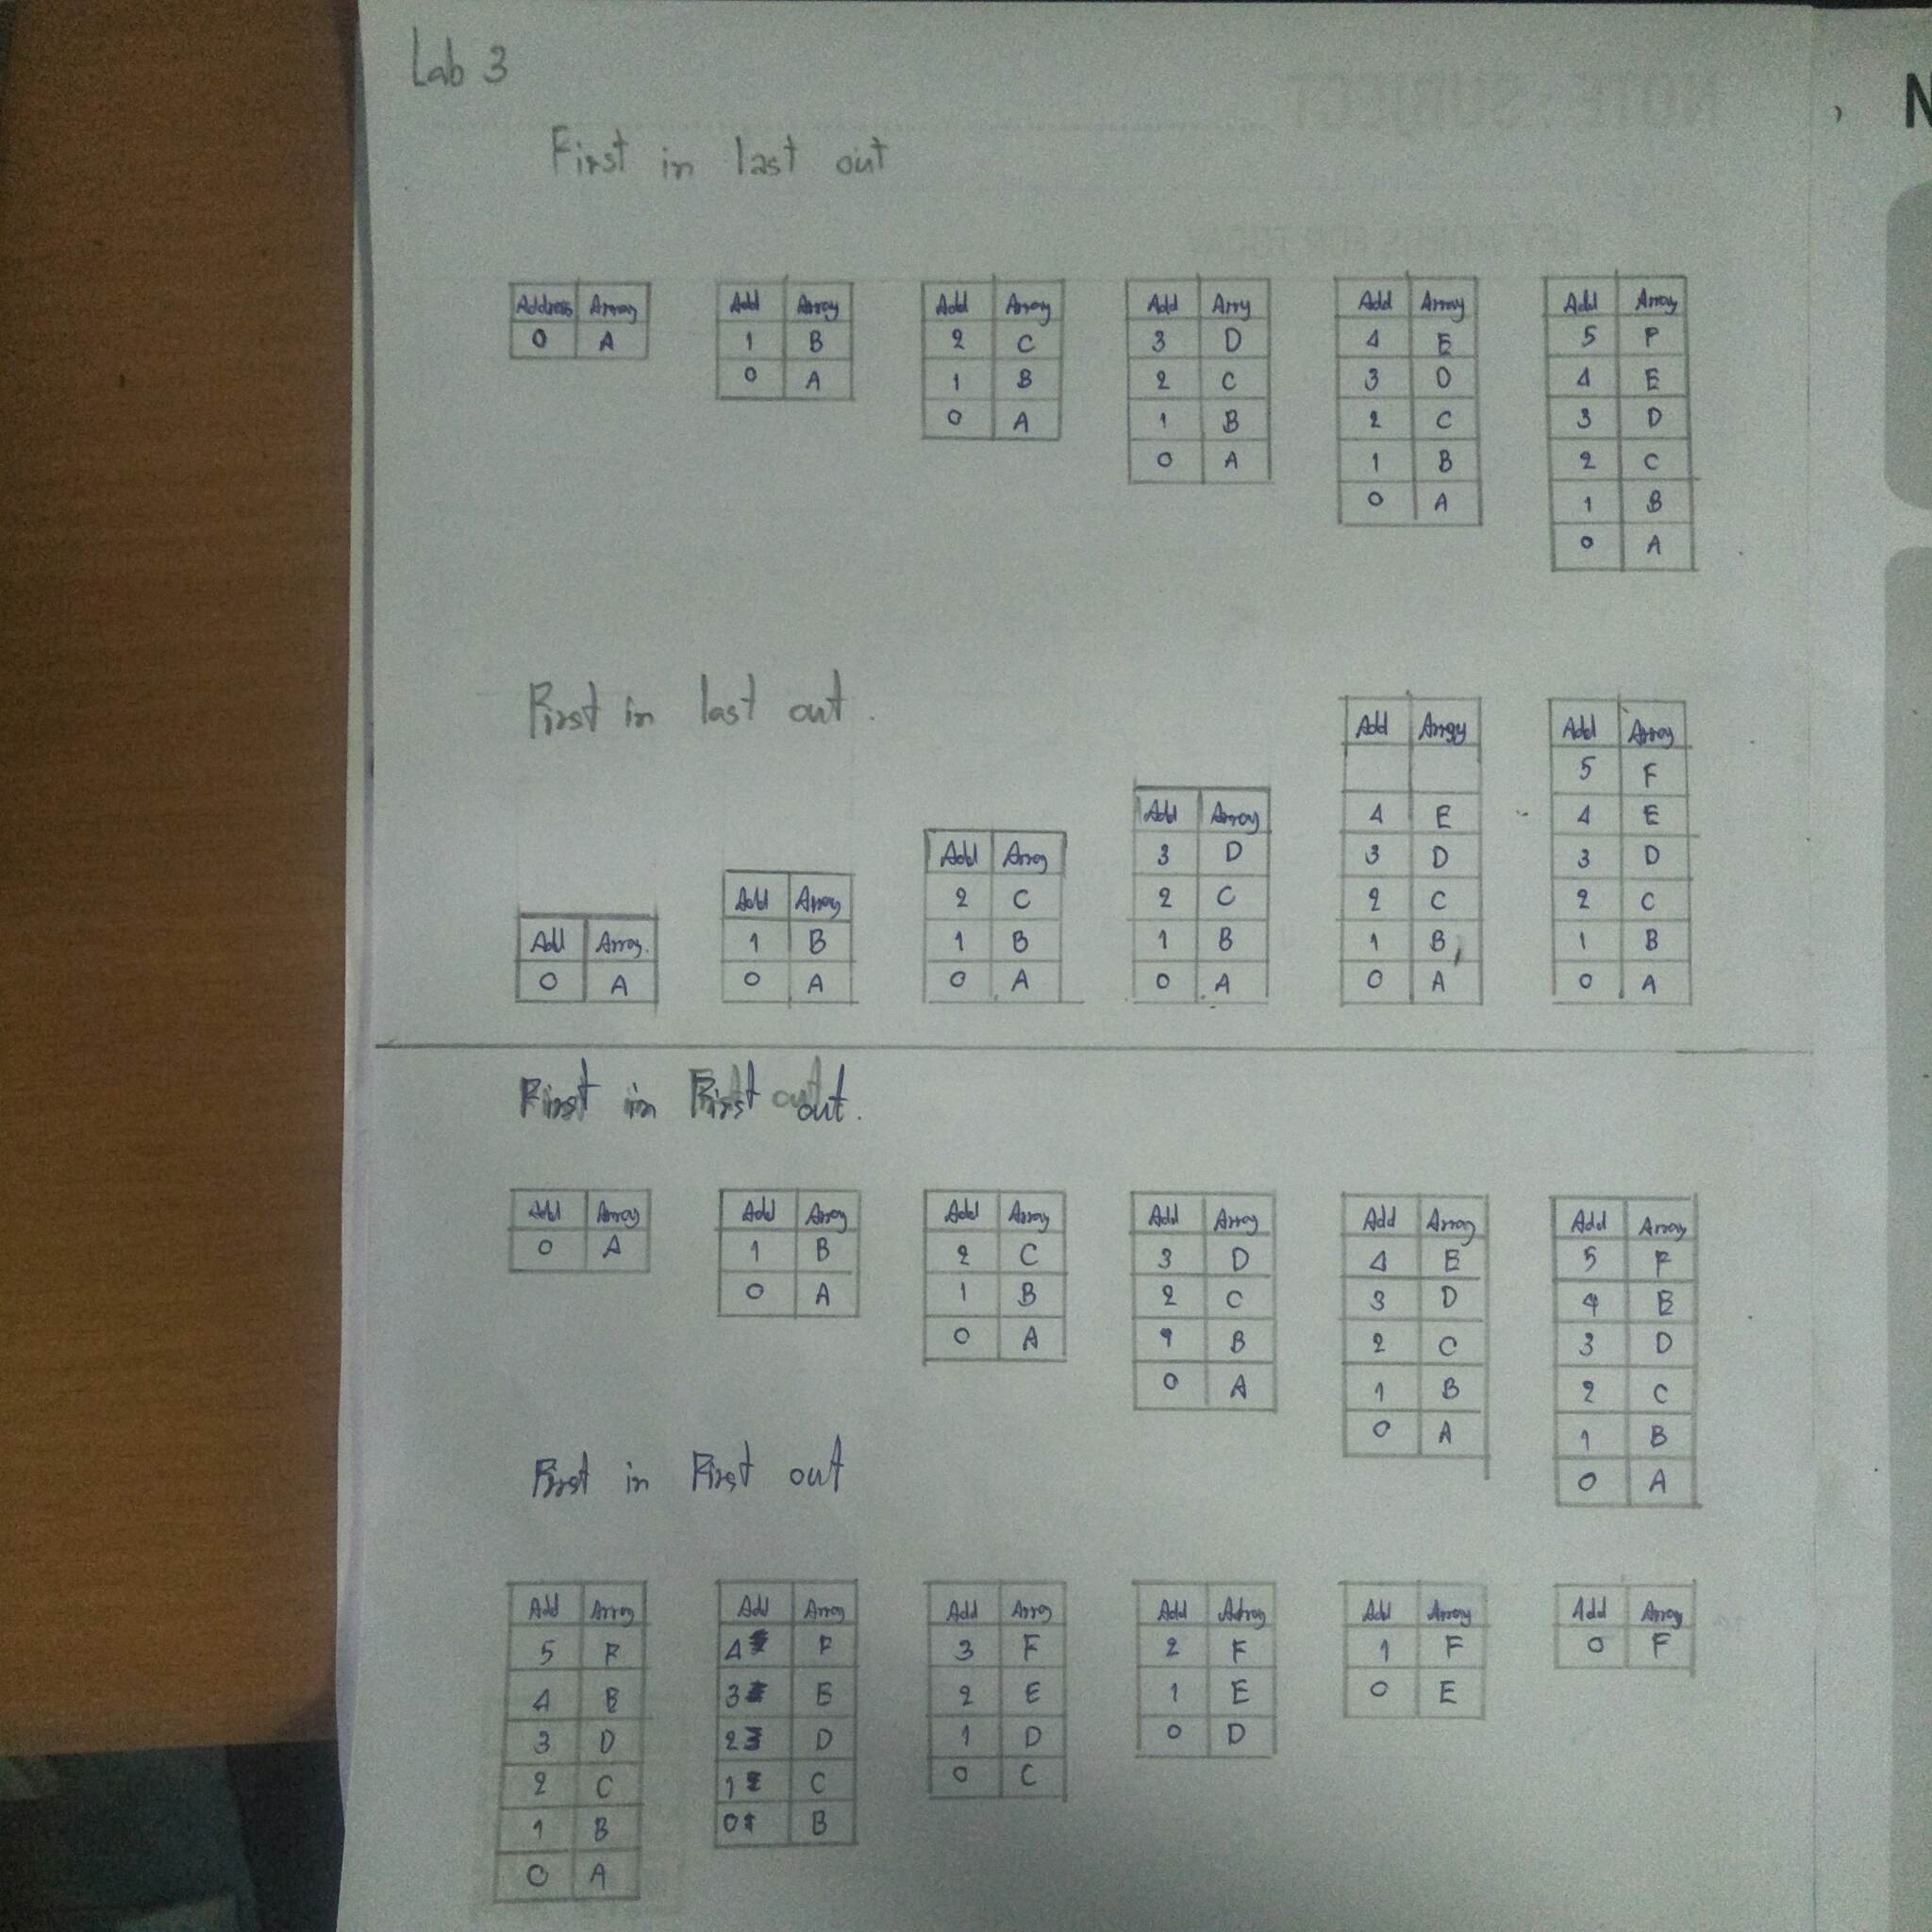 Lab 3
NOTE : SUBJECT
N
First in last out
KEYWORDS FOR TODAY
Address Array Add Array Add Array Add Arry Add Array Add Array
0 A 1 B 2 C 3 D 4 E 5 F
0 A 1 B 2 C 3 D 4 E
0 A 1 B 2 C 3 D
0 A 1 B 2 C
0 A 1 B
0 A
First in last out.
Add Array Add Array
5 F
Add Array 4 E 4 E
Add Array 3 D 3 D 3 D
Add Array 2 C 2 C 2 C 2 C
Add Array. 1 B 1 B 1 B 1 B 1 B
0 A 0 A 0 A 0 A 0 A 0 A
First in First out.
Add Array Add Array Add Array Add Array Add Array Add Array
0 A 1 B 2 C 3 D 4 E 5 F
0 A 1 B 2 C 3 D 4 E
0 A 1 B 2 C 3 D
0 A 1 B 2 C
0 A 1 B
0 A
First in First out
Add Array Add Array Add Array Add Array Add Array Add Array
5 F 4 F 3 F 2 F 1 F 0 F
4 E 3 E 2 E 1 E 0 E
3 D 2 D 1 D 0 D
2 C 1 C 0 C
1 B 0 B
0 A